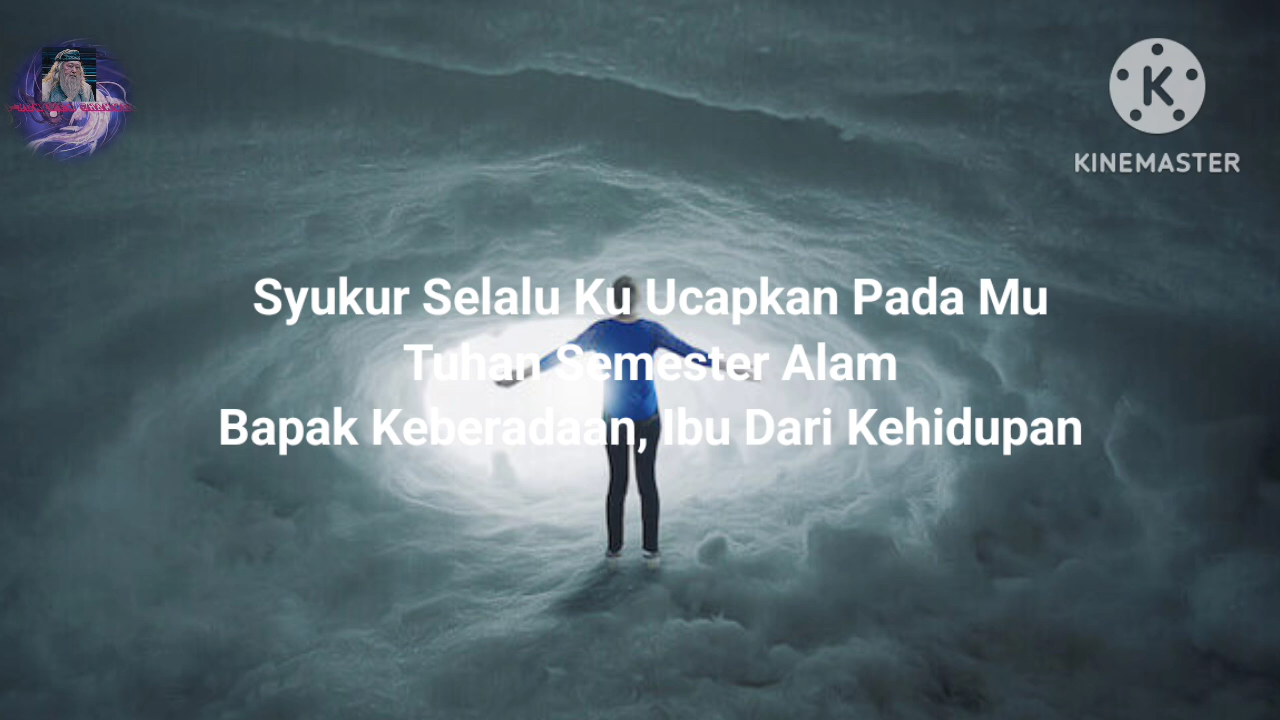 KINEMASTER
Syukur Selalu Ku Ucapkan Pada Mu
Tuhan Semester Alam
Bapak Keberadaan, Ibu Dari Kehidupan